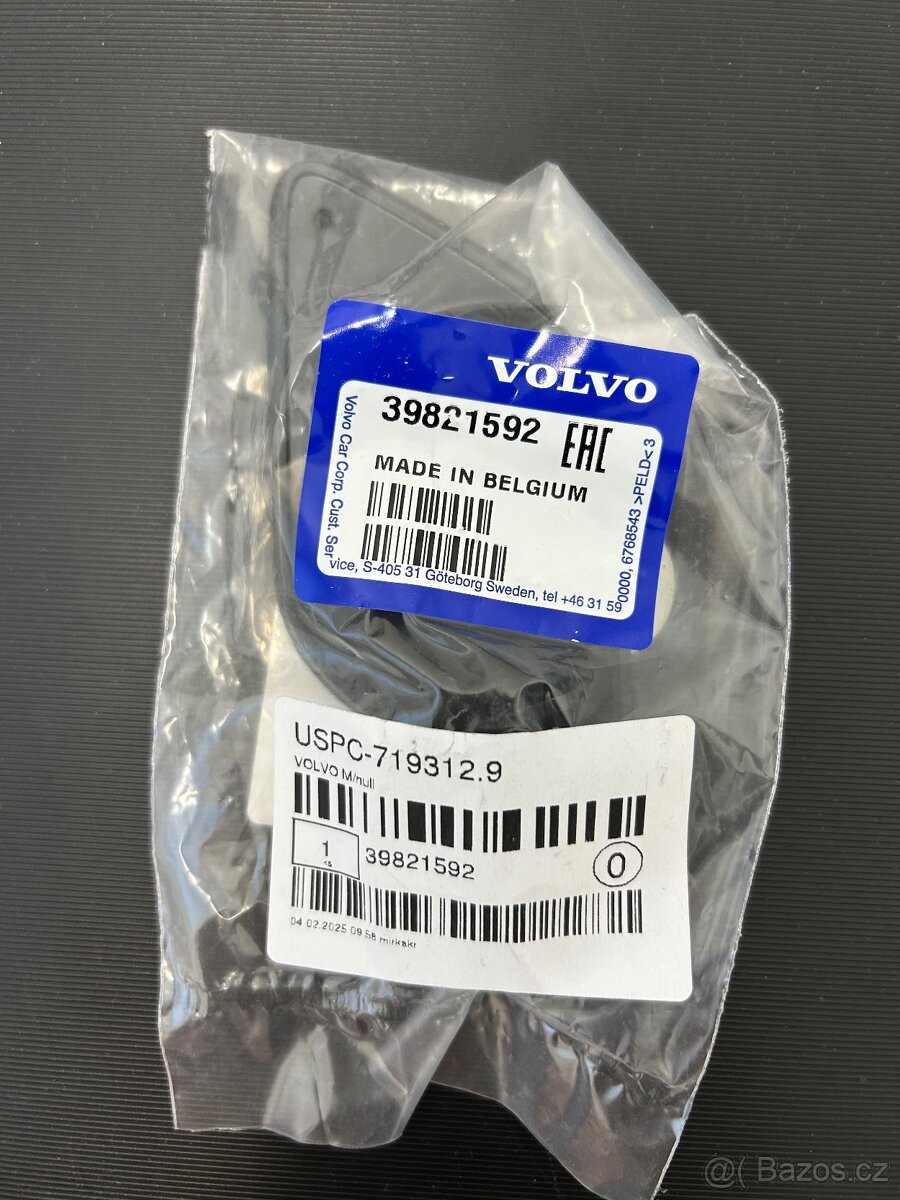 VOLVO
39821592 EAC
MADE IN BELGIUM
Volvo Car Corp. Cust. Service, S-405 31 Göteborg Sweden, tel +46 31 590000, 6768543 >PELD< 3
USPC-719312.9
VOLVO M/null
1
<5
39821592
0
04.02.2025 09:58
@( Bazos.cz